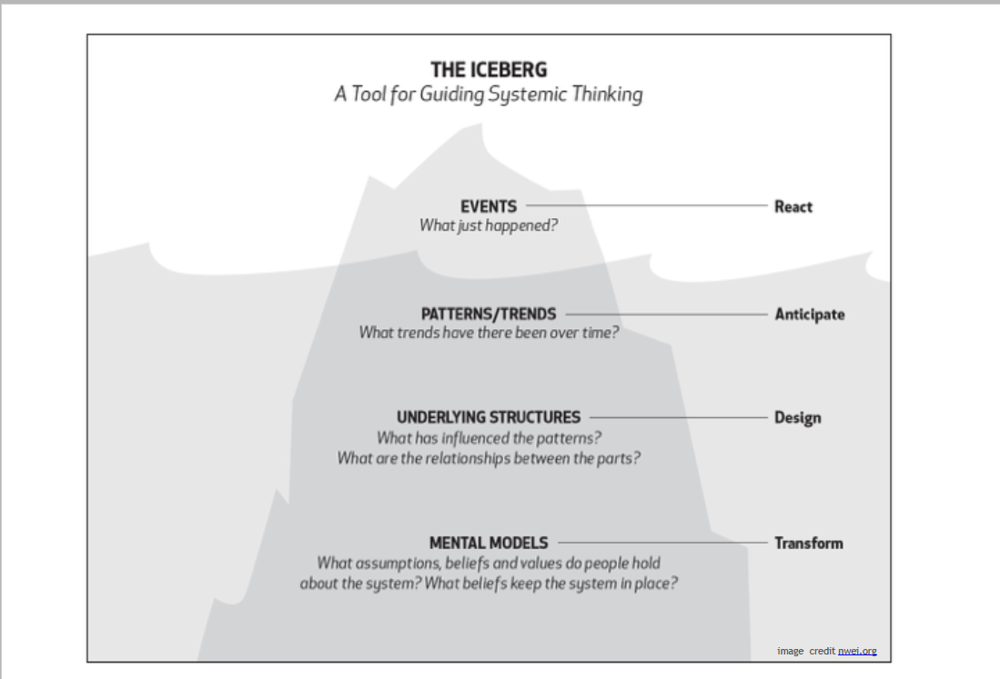 THE ICEBERG
A Tool for Guiding Systemic Thinking
EVENTS
React
What just happened?
PATTERNS/TRENDS
Anticipate
What trends have there been over time?
UNDERLYING STRUCTURES
Design
What has influenced the patterns?
What are the relationships between the parts?
MENTAL MODELS
Transform
What assumptions, beliefs and values do people hold
about the system? What beliefs keep the system in place?
image credit nwei.org